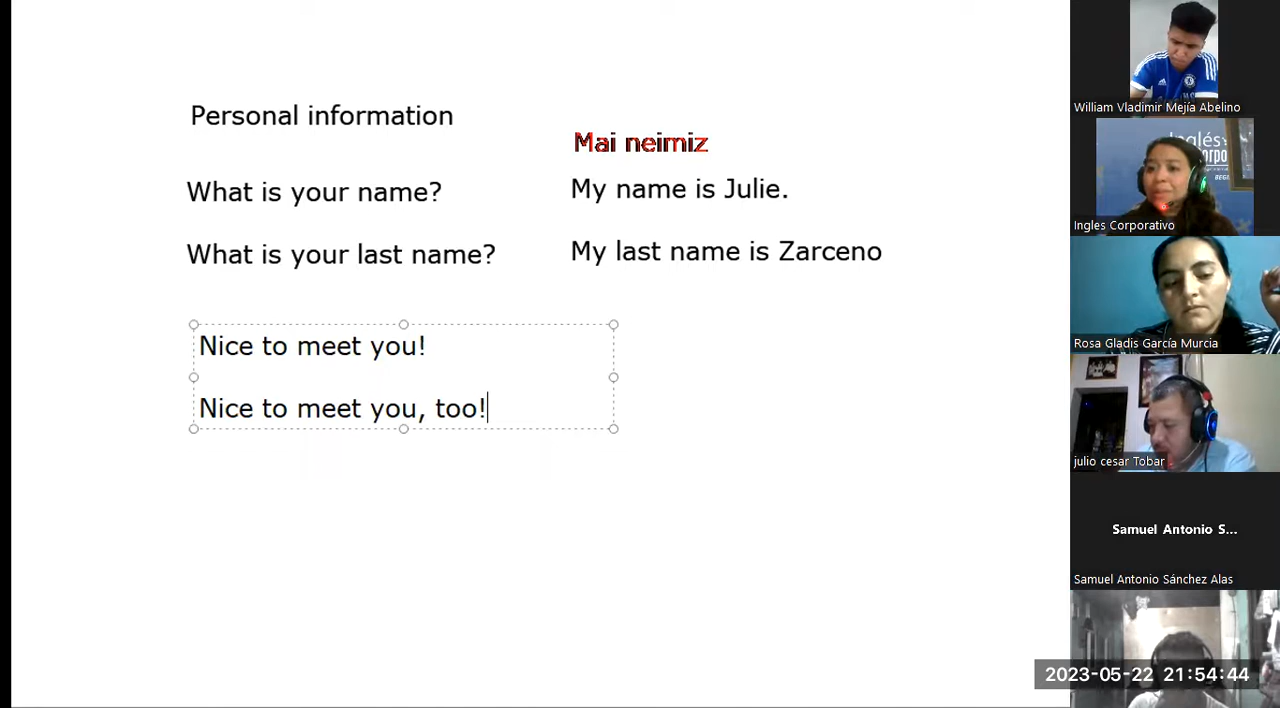 Personal information
Mai neimiz
What is your name?
My name is Julie.
What is your last name?
My last name is Zarceno
Nice to meet you!
Nice to meet you, too!
William Vladimir Mejía Abelino
Inglés
Ingles Corporativo
Rosa Gladis García Murcia
julio cesar Tobar
Samuel Antonio S...
Samuel Antonio Sánchez Alas
2023-05-22 21:54:44